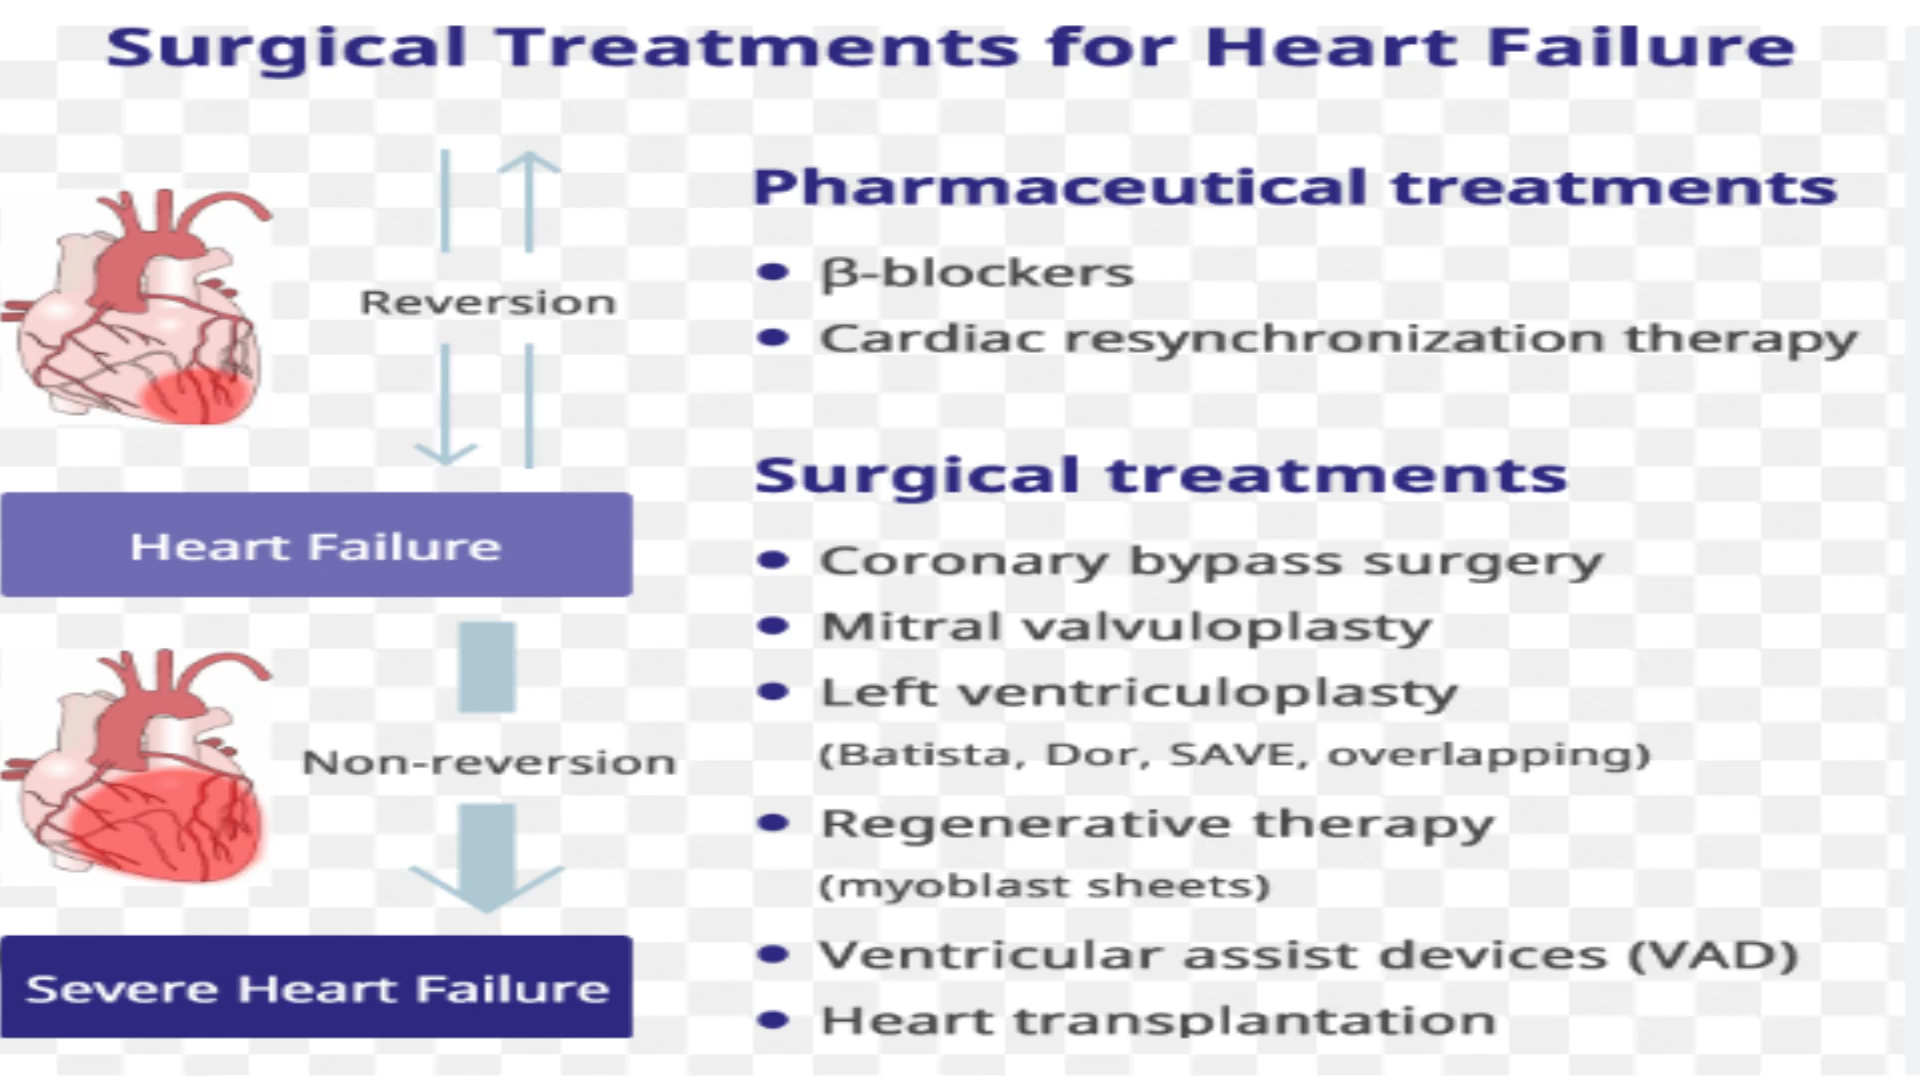 Surgical Treatments for Heart Failure
Reversion
Heart Failure
Non-reversion
Severe Heart Failure
Pharmaceutical treatments
• β-blockers
• Cardiac resynchronization therapy
Surgical treatments
• Coronary bypass surgery
• Mitral valvuloplasty
• Left ventriculoplasty
(Batista, Dor, SAVE, overlapping)
• Regenerative therapy
(myoblast sheets)
• Ventricular assist devices (VAD)
• Heart transplantation